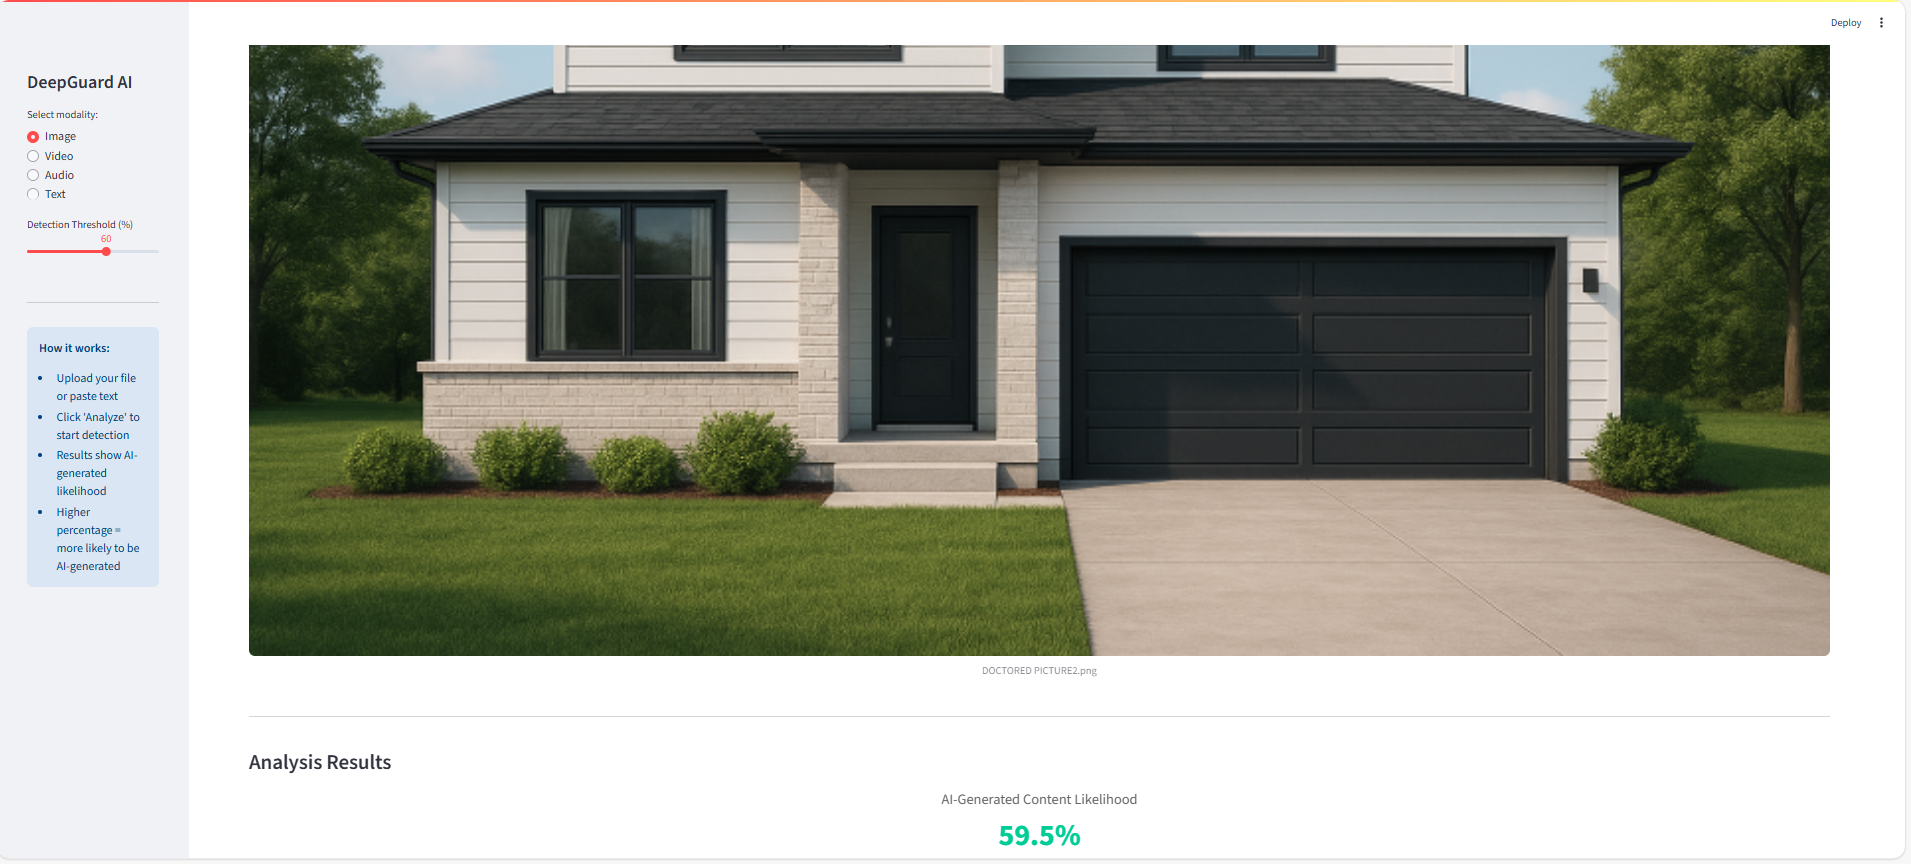 Deploy
DeepGuard AI
Select modality:
Image
Video
Audio
Text
Detection Threshold (%)
60
How it works:
Upload your file
or paste text
Click 'Analyze' to
start detection
Results show AI-
generated
likelihood
Higher
percentage =
more likely to be
AI-generated
DOCTORED PICTURE2.png
Analysis Results
AI-Generated Content Likelihood
59.5%